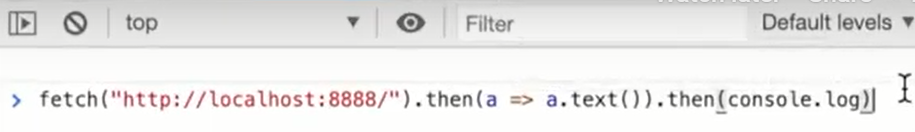 top
Filter
Default levels
fetch("http://localhost:8888/").then(a => a.text()).then(console.log)